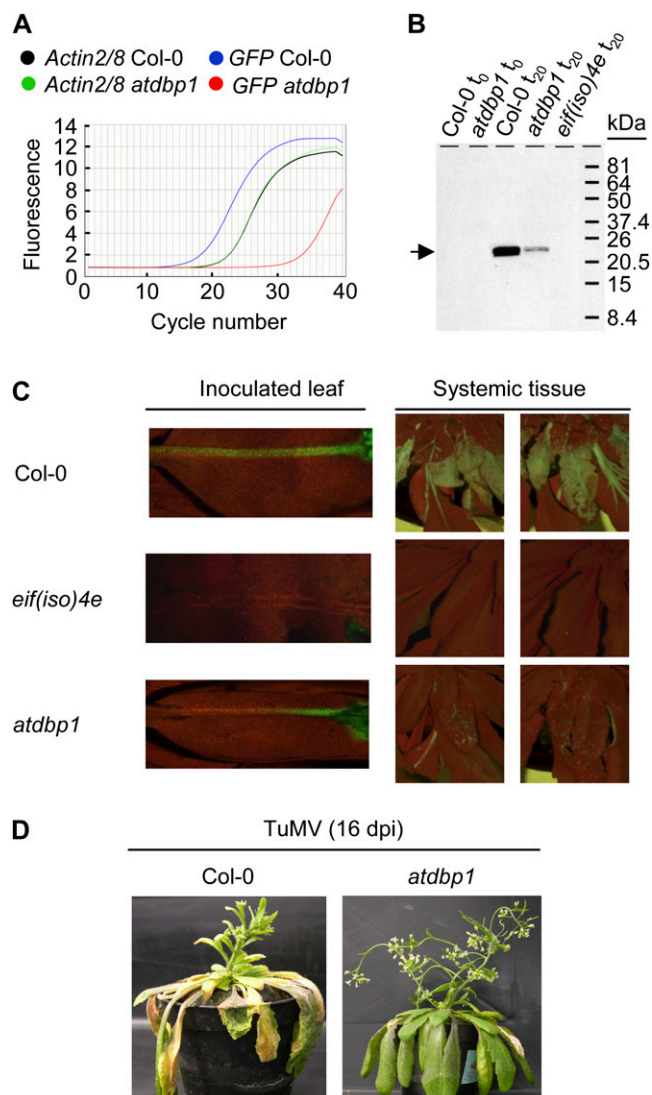 A
Actin2/8 Col-0
GFP Col-0
Actin2/8 atdbp1
GFP atdbp1
14
12
10
8
6
4
2
Fluorescence
0
10
20
30
40
Cycle number
B
Col-0 t0
atdbp1 t0
Col-0 t20
atdbp1 t20
eif(iso)4e t20
kDa
81
64
50
37.4
26
20.5
15
8.4
C
Inoculated leaf
Systemic tissue
Col-0
eif(iso)4e
atdbp1
D
TuMV (16 dpi)
Col-0
atdbp1